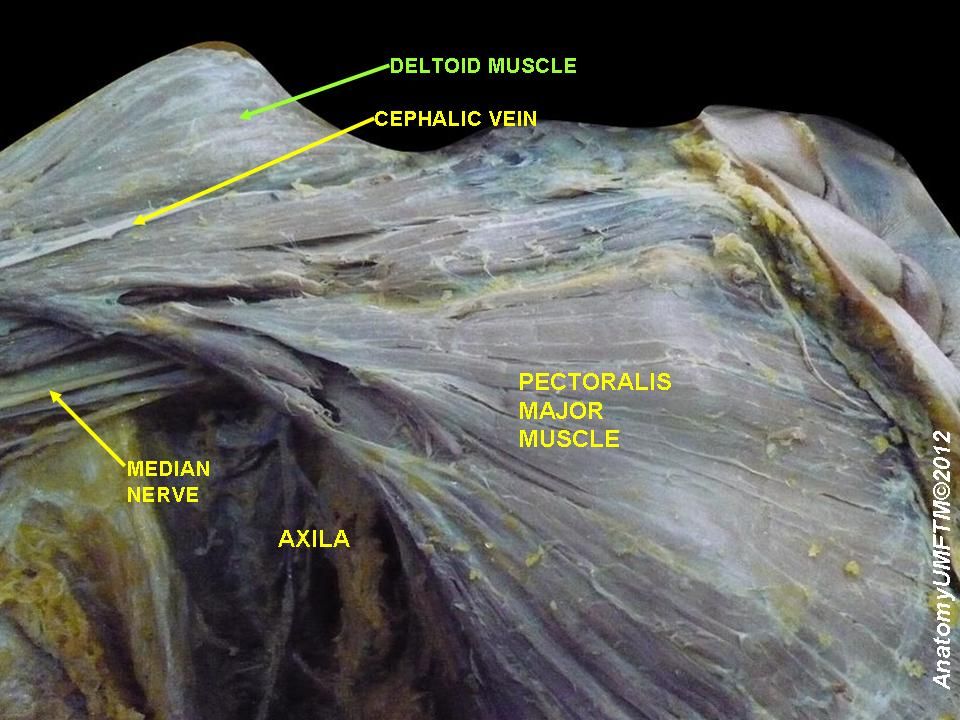 DELTOID MUSCLE
CEPHALIC VEIN
PECTORALIS
MAJOR
MUSCLE
MEDIAN
NERVE
AXILA
AnatomyUMFTM©2012